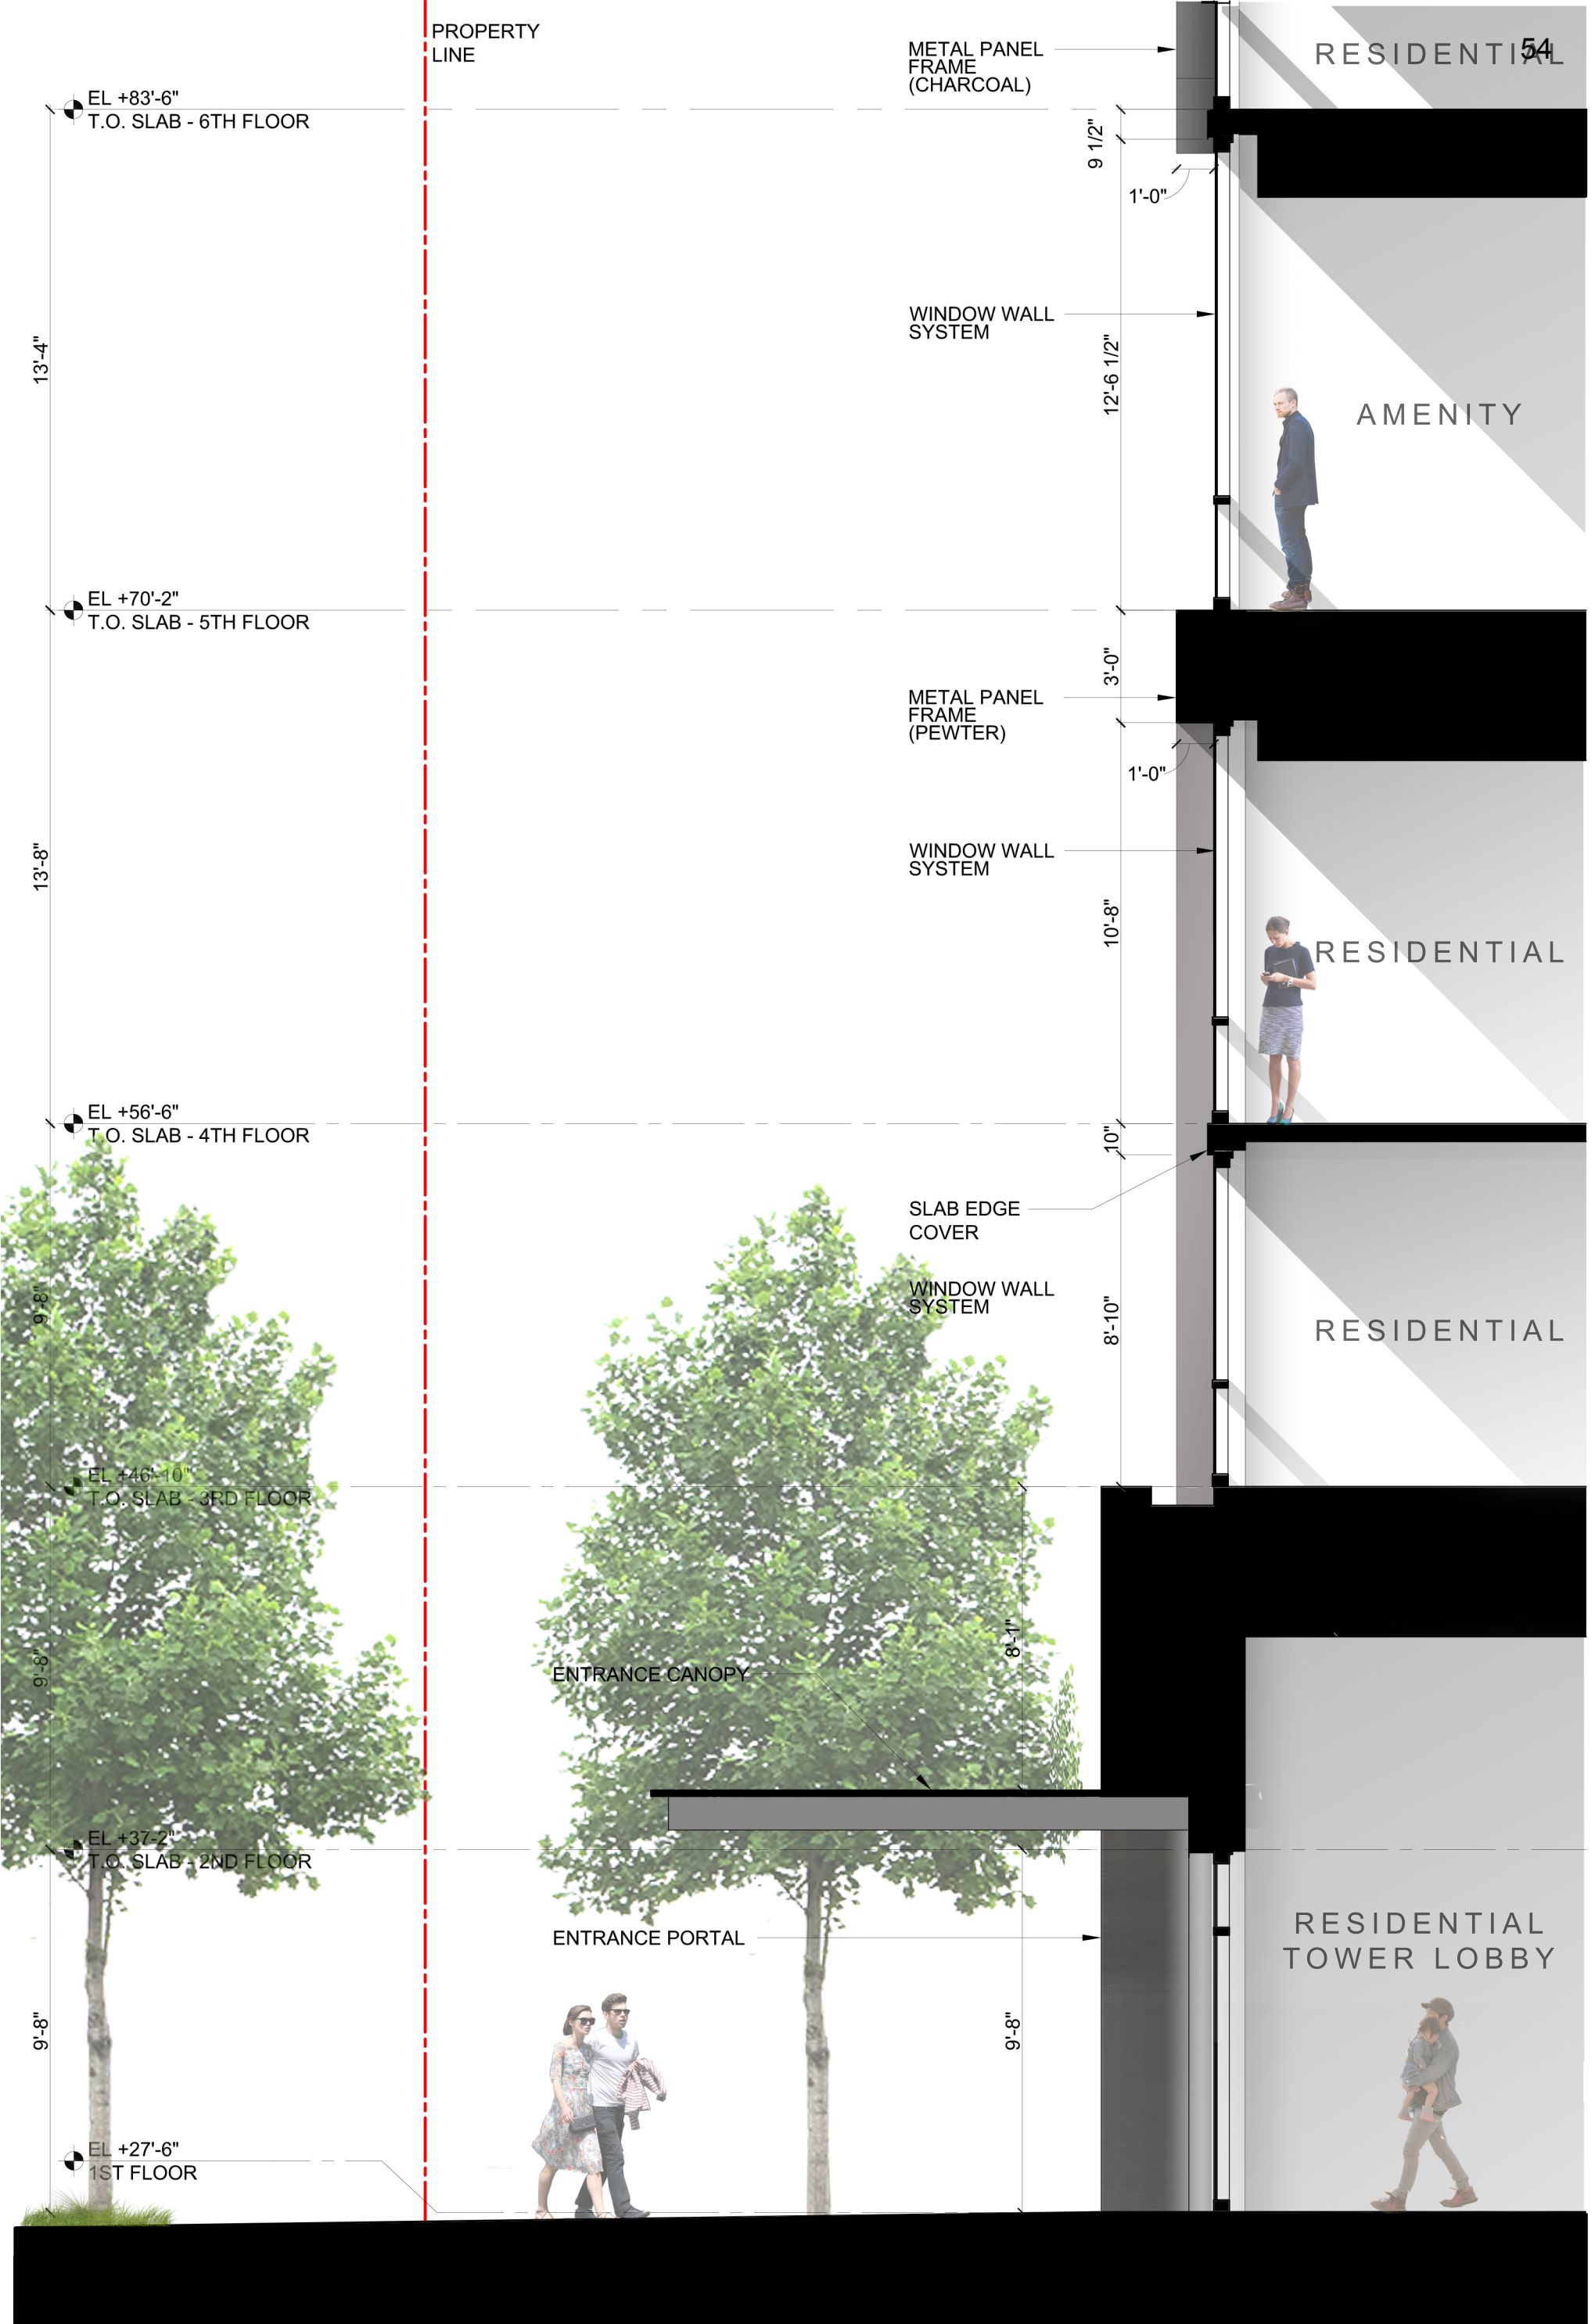 PROPERTY
LINE
METAL PANEL
FRAME
(CHARCOAL)
RESIDENTIAL
54
EL +83'-6"
T.O. SLAB - 6TH FLOOR
9 1/2"
1'-0"
WINDOW WALL
SYSTEM
13'-4"
12'-6 1/2"
AMENITY
EL +70'-2"
T.O. SLAB - 5TH FLOOR
3'-0"
METAL PANEL
FRAME
(PEWTER)
1'-0"
WINDOW WALL
SYSTEM
13'-8"
10'-8"
RESIDENTIAL
EL +56'-6"
T.O. SLAB - 4TH FLOOR
10"
SLAB EDGE
COVER
WINDOW WALL
SYSTEM
9'-8"
8'-10"
RESIDENTIAL
EL +46'-10"
T.O. SLAB - 3RD FLOOR
8'-1"
9'-8"
ENTRANCE CANOPY
EL +37-2"
T.O. SLAB - 2ND FLOOR
ENTRANCE PORTAL
RESIDENTIAL
TOWER LOBBY
9'-8"
9'-8"
EL +27'-6"
1ST FLOOR